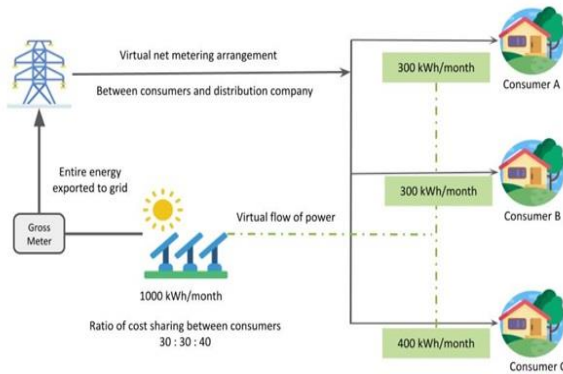 Virtual net metering arrangement
Between consumers and distribution company
300 kWh/month
Consumer A
Entire energy
exported to grid
Gross
Meter
Virtual flow of power
300 kWh/month
Consumer B
1000 kWh/month
Ratio of cost sharing between consumers
30 : 30 : 40
400 kWh/month
Consumer C